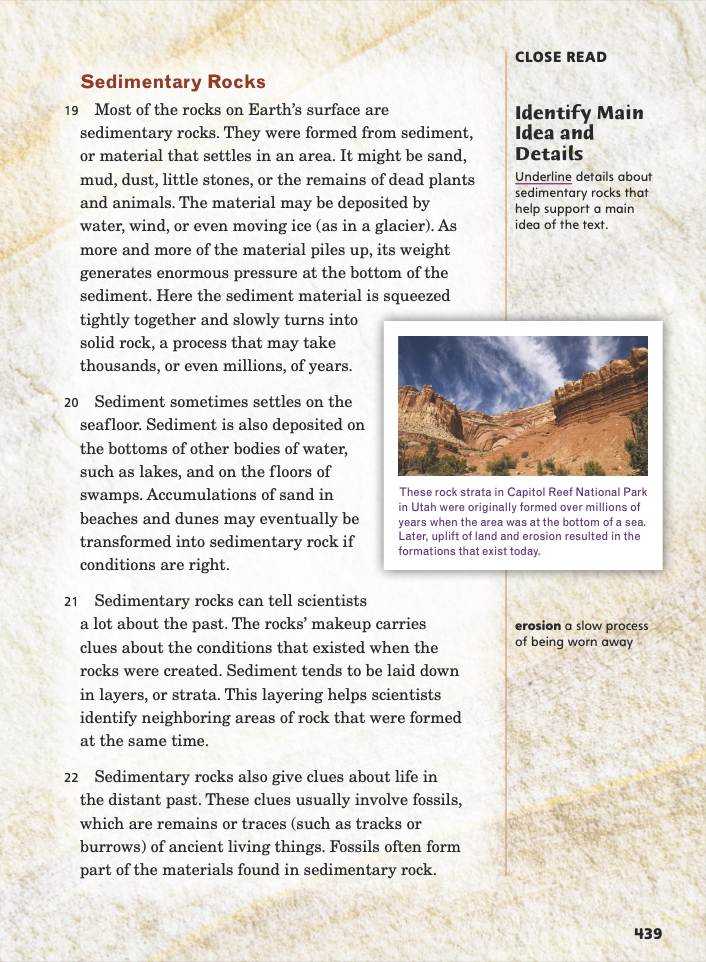 Sedimentary Rocks
19 Most of the rocks on Earth's surface are
sedimentary rocks. They were formed from sediment,
or material that settles in an area. It might be sand,
mud, dust, little stones, or the remains of dead plants
and animals. The material may be deposited by
water, wind, or even moving ice (as in a glacier). As
more and more of the material piles up, its weight
generates enormous pressure at the bottom of the
sediment. Here the sediment material is squeezed
tightly together and slowly turns into
solid rock, a process that may take
thousands, or even millions, of years.
20 Sediment sometimes settles on the
seafloor. Sediment is also deposited on
the bottoms of other bodies of water,
such as lakes, and on the floors of
swamps. Accumulations of sand in
beaches and dunes may eventually be
transformed into sedimentary rock if
conditions are right.
21 Sedimentary rocks can tell scientists
a lot about the past. The rocks' makeup carries
clues about the conditions that existed when the
rocks were created. Sediment tends to be laid down
in layers, or strata. This layering helps scientists
identify neighboring areas of rock that were formed
at the same time.
22 Sedimentary rocks also give clues about life in
the distant past. These clues usually involve fossils,
which are remains or traces (such as tracks or
burrows) of ancient living things. Fossils often form
part of the materials found in sedimentary rock.
CLOSE READ
Identify Main
Idea and
Details
Underline details about
sedimentary rocks that
help support a main
idea of the text.
These rock strata in Capitol Reef National Park
in Utah were originally formed over millions of
years when the area was at the bottom of a sea.
Later, uplift of land and erosion resulted in the
formations that exist today.
erosion a slow process
of being worn away
439